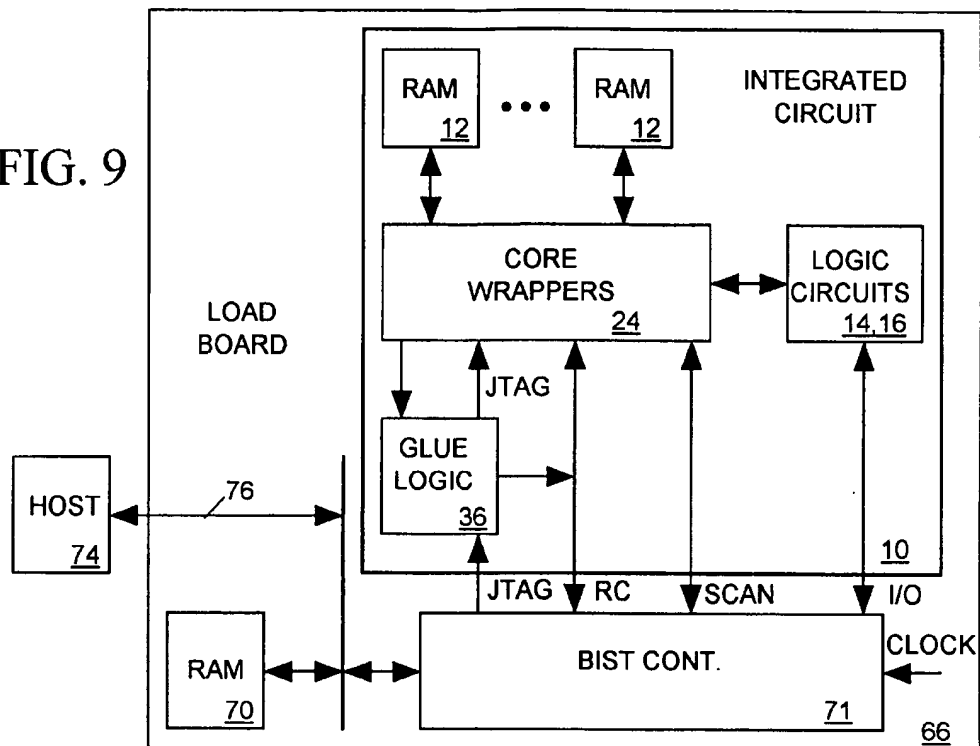 FIG. 9
RAM
12
RAM
12
INTEGRATED
CIRCUIT
CORE
WRAPPERS
24
LOGIC
CIRCUITS
14,16
LOAD
BOARD
JTAG
GLUE
LOGIC
36
HOST
74
76
10
JTAG
RC
SCAN
I/O
CLOCK
RAM
70
BIST CONT.
71
66